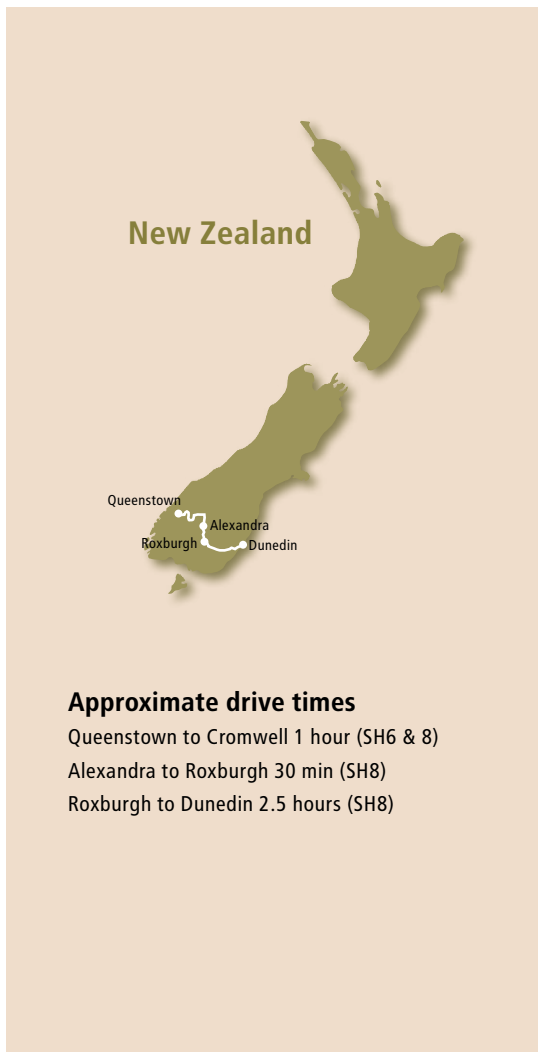 New Zealand
Queenstown
Alexandra
Roxburgh
Dunedin
Approximate drive times
Queenstown to Cromwell 1 hour (SH6 & 8)
Alexandra to Roxburgh 30 min (SH8)
Roxburgh to Dunedin 2.5 hours (SH8)